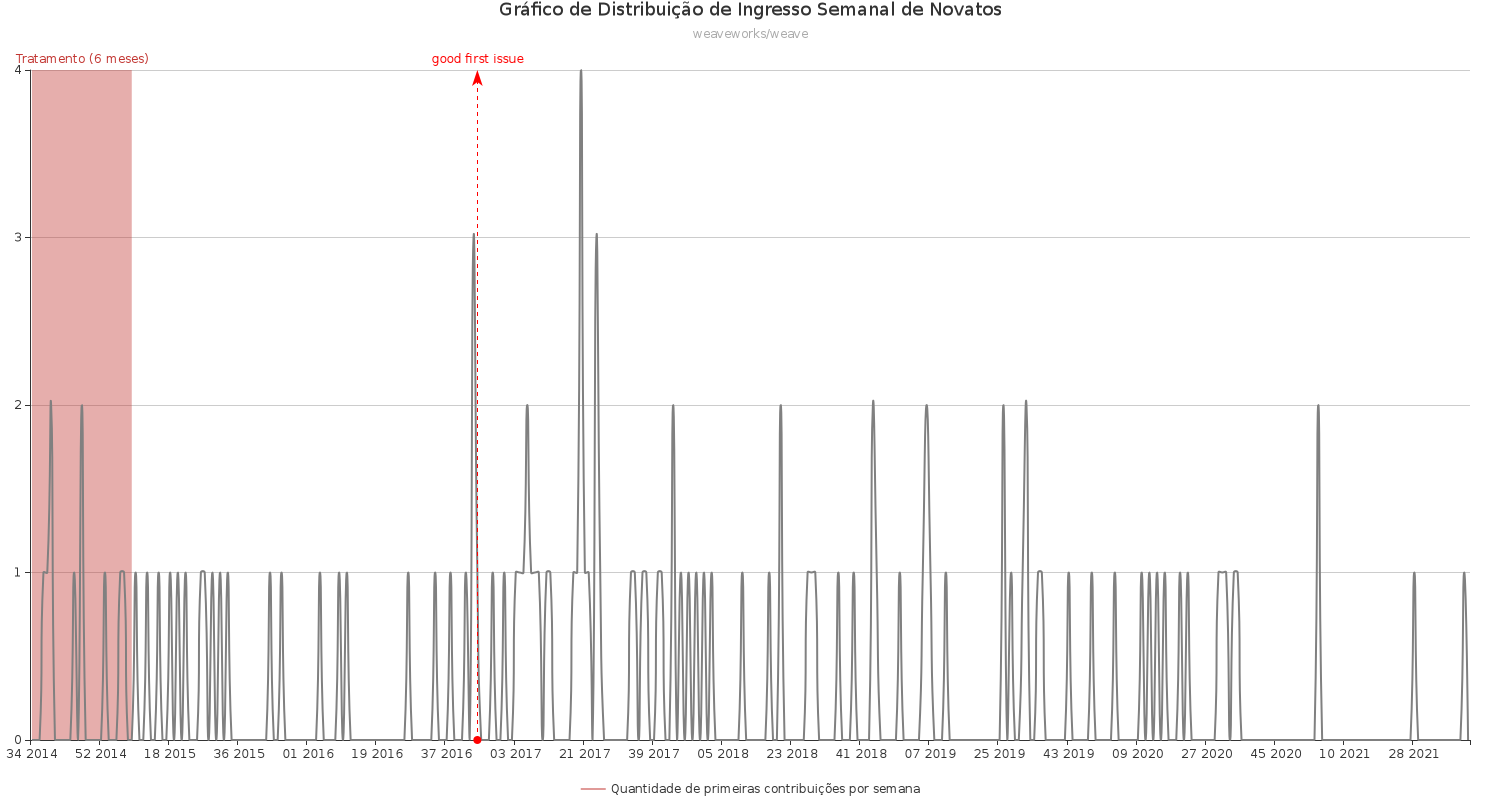 Gráfico de Distribuição de Ingresso Semanal de Novatos
weaveworks/weave
Tratamento (6 meses)
good first issue
4
3
2
1
0
34 2014 52 2014 18 2015 36 2015 01 2016 19 2016 37 2016 03 2017 21 2017 39 2017 05 2018 23 2018 41 2018 07 2019 25 2019 43 2019 09 2020 27 2020 45 2020 10 2021 28 2021
Quantidade de primeiras contribuições por semana